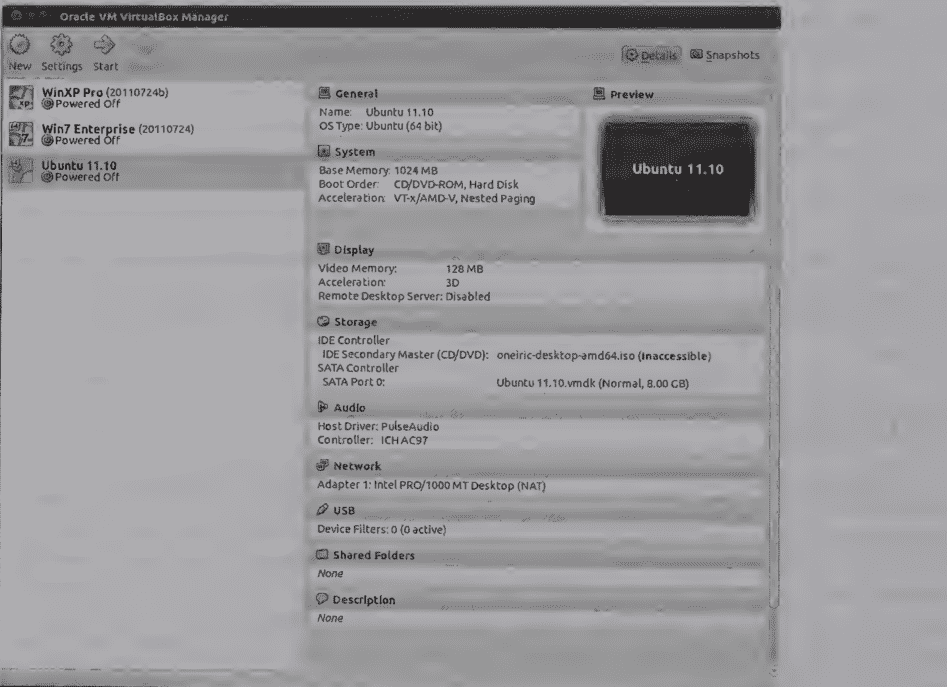 Oracle VM VirtualBox Manager
New Settings Start
Details Snapshots
WinXP Pro (20110724b)
Powered Off
Win7 Enterprise (20110724)
Powered Off
Ubuntu 11.10
Powered Off
General
Name: Ubuntu 11.10
OS Type: Ubuntu (64 bit)
System
Base Memory: 1024 MB
Boot Order: CD/DVD-ROM, Hard Disk
Acceleration: VT-x/AMD-V, Nested Paging
Preview
Ubuntu 11.10
Display
Video Memory: 128 MB
Acceleration: 3D
Remote Desktop Server: Disabled
Storage
IDE Controller
IDE Secondary Master (CD/DVD): oneiric-desktop-amd64.iso (Inaccessible)
SATA Controller
SATA Port 0: Ubuntu 11.10.vmdk (Normal, 8.00 GB)
Audio
Host Driver: PulseAudio
Controller: ICH AC97
Network
Adapter 1: Intel PRO/1000 MT Desktop (NAT)
USB
Device Filters: 0 (0 active)
Shared Folders
None
Description
None